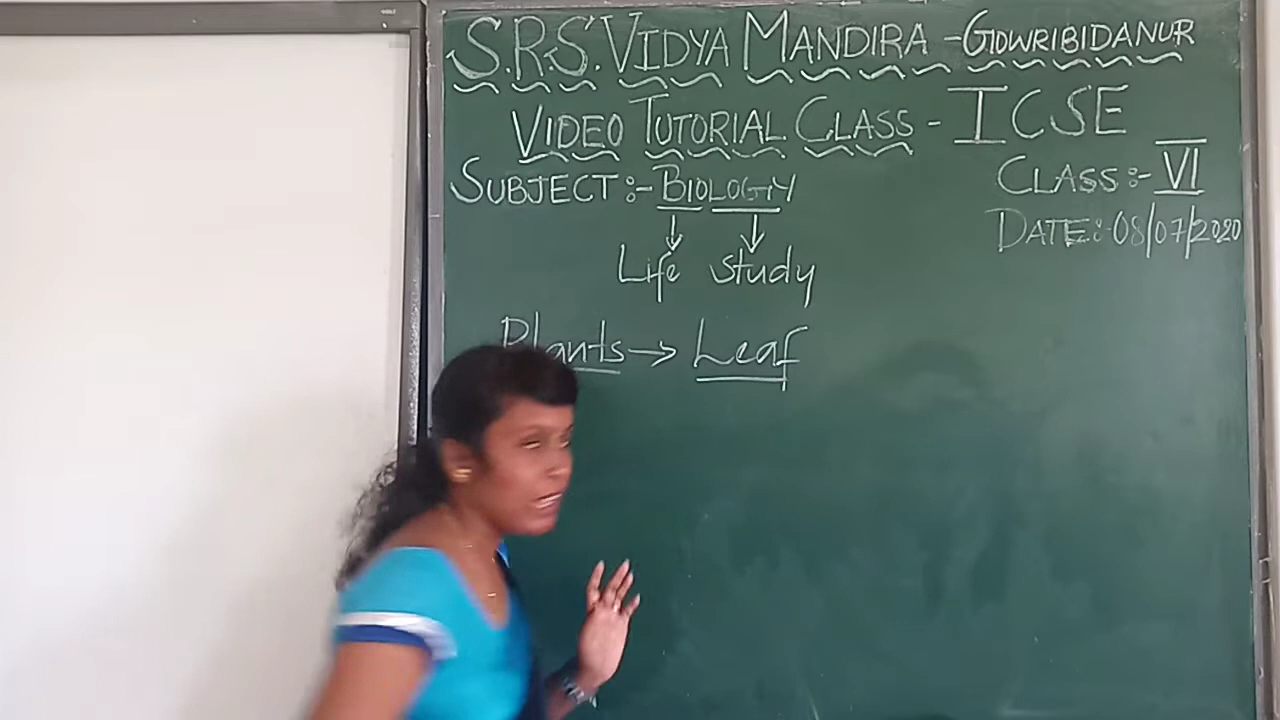 S.R.S. VIDYA MANDIRA - GOWRIBIDANUR
VIDEO TUTORIAL CLASS - ICSE
SUBJECT :- BIOLOGY
CLASS :- VI
DATE :- 08/07/2020
Life study
Plants → Leaf